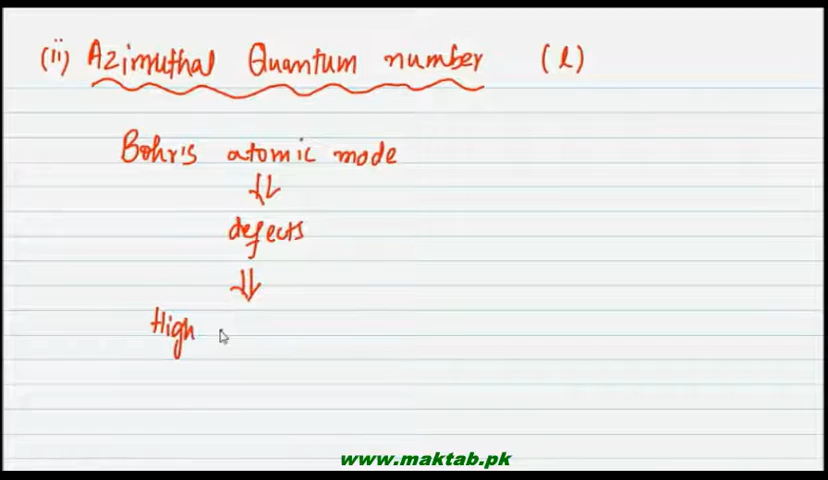 (ii) Azimuthal Quantum number (l)
Bohr's atomic mode
defects
High
www.maktab.pk